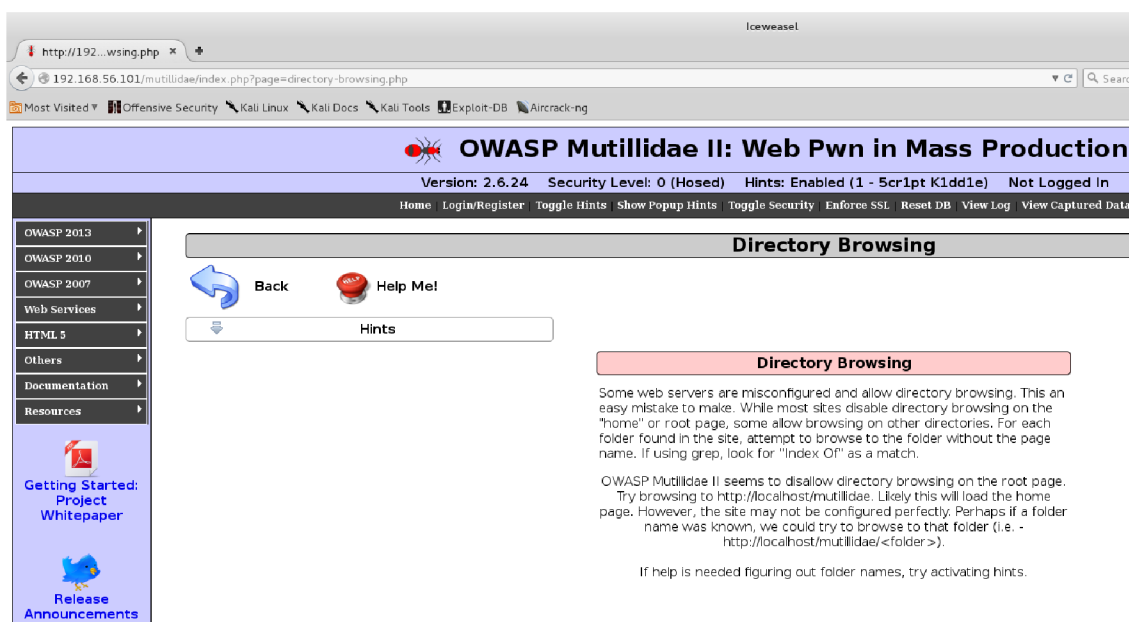 Iceweasel
http://192...wsing.php
192.168.56.101/mutillidae/index.php?page=directory-browsing.php
Most Visited Offensive Security Kali Linux Kali Docs Kali Tools Exploit-DB Aircrack-ng
OWASP Mutillidae II: Web Pwn in Mass Production
Version: 2.6.24 Security Level: 0 (Hosed) Hints: Enabled (1 - 5cr1pt K1dd1e) Not Logged In
Home | Login/Register | Toggle Hints | Show Popup Hints | Toggle Security | Enforce SSL | Reset DB | View Log | View Captured Data
OWASP 2013
OWASP 2010
OWASP 2007
Web Services
HTML 5
Others
Documentation
Resources
Getting Started:
Project
Whitepaper
Release
Announcements
Directory Browsing
Back
HELP
Help Me!
Hints
Directory Browsing
Some web servers are misconfigured and allow directory browsing. This an
easy mistake to make. While most sites disable directory browsing on the
"home" or root page, some allow browsing on other directories. For each
folder found in the site, attempt to browse to the folder without the page
name. If using grep, look for "Index Of" as a match.
OWASP Mutillidae II seems to disallow directory browsing on the root page.
Try browsing to http://localhost/mutillidae. Likely this will load the home
page. However, the site may not be configured perfectly. Perhaps if a folder
name was known, we could try to browse to that folder (i.e. -
http://localhost/mutillidae/<folder>).
If help is needed figuring out folder names, try activating hints.